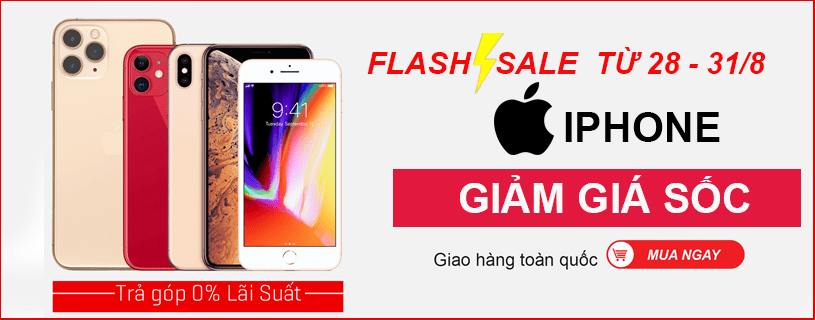 FLASH SALE TỪ 28 - 31/8
IPHONE
GIẢM GIÁ SỐC
Giao hàng toàn quốc MUA NGAY
9:41
Trả góp 0% Lãi Suất